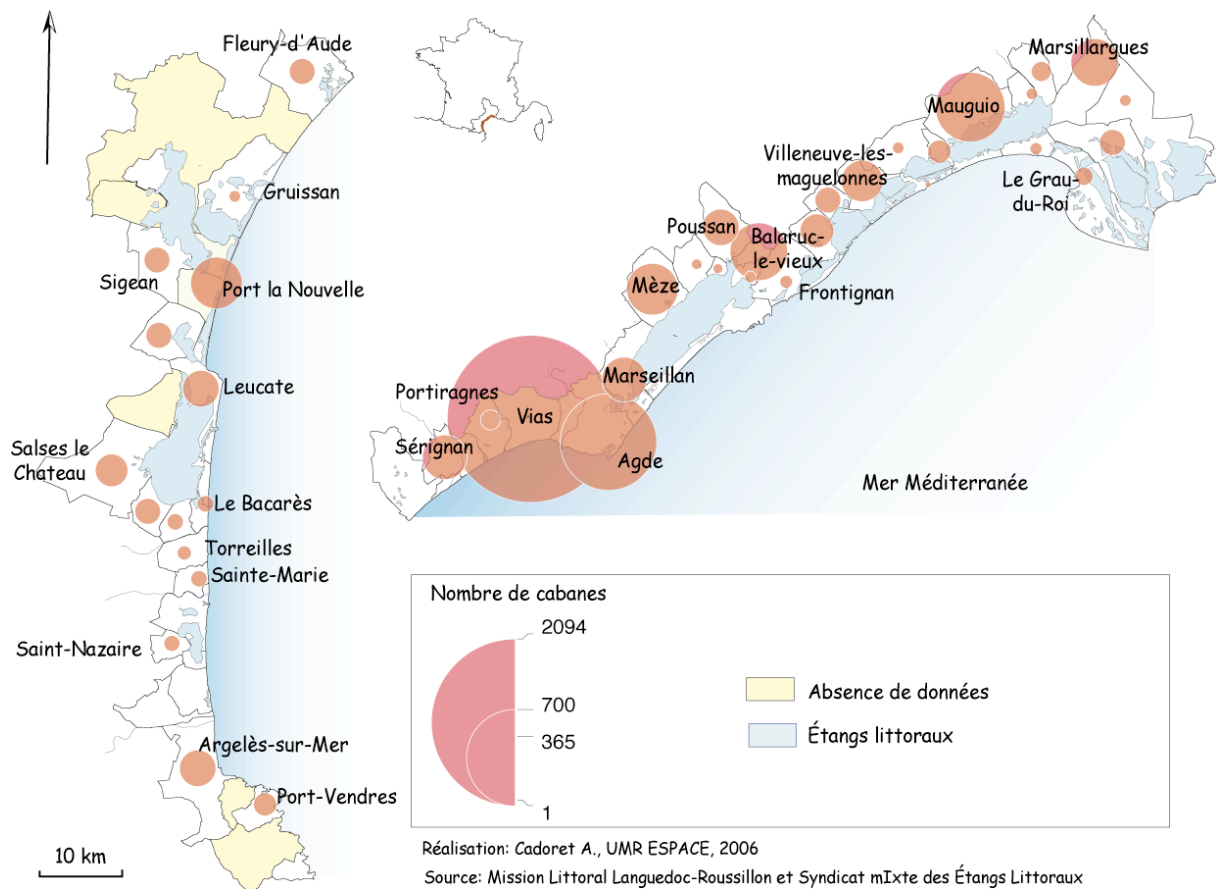 Fleury-d'Aude
Gruissan
Sigean
Port la Nouvelle
Leucate
Salses le
Chateau
Le Bacarès
Torreilles
Sainte-Marie
Saint-Nazaire
Argelès-sur-Mer
Port-Vendres
10 km
Marsillargues
Mauguio
Villeneuve-les-
maguelonnes
Le Grau-
du-Roi
Poussan
Balaruc-
le-vieux
Mèze
Frontignan
Marseillan
Portiragnes
Vias
Sérignan
Agde
Mer Méditerranée
Nombre de cabanes
2094
700
365
1
Absence de données
Étangs littoraux
Réalisation: Cadoret A., UMR ESPACE, 2006
Source: Mission Littoral Languedoc-Roussillon et Syndicat mIxte des Étangs Littoraux